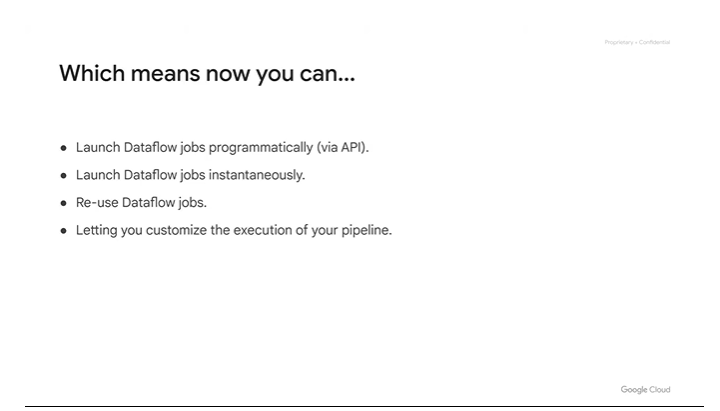 Proprietary + Confidential
Which means now you can...
● Launch Dataflow jobs programmatically (via API).
● Launch Dataflow jobs instantaneously.
● Re-use Dataflow jobs.
● Letting you customize the execution of your pipeline.
Google Cloud